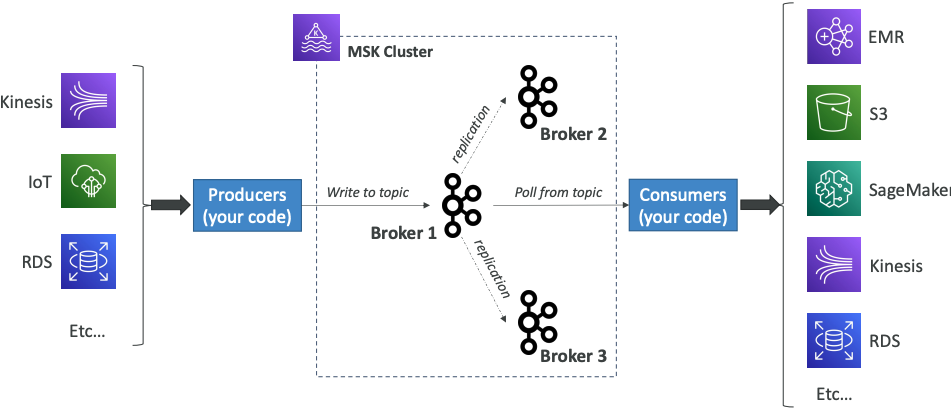 Kinesis
IoT
RDS
Etc...
Producers
(your code)
Write to topic
K
MSK Cluster
replication
Broker 2
Broker 1
replication
Broker 3
Poll from topic
Consumers
(your code)
EMR
S3
SageMaker
Kinesis
RDS
Etc...